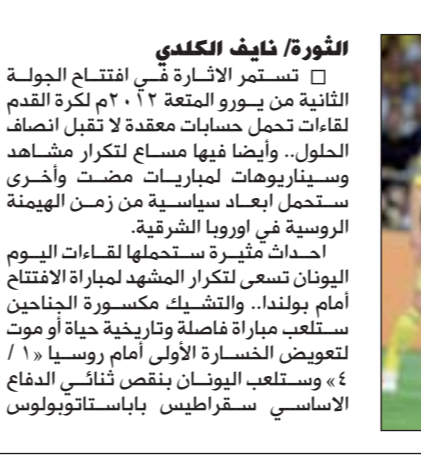 الثورة/ نايف الكلدي
□ تستمر الاثارة في افتتاح الجولة
الثانية من يورو المتعة ٢٠١٢م لكرة القدم
لقاءات تحمل حسابات معقدة لا تقبل انصاف
الحلول.. وأيضا فيها مساع لتكرار مشاهد
وسيناريوهات لمباريات مضت وأخرى
ستحمل ابعاد سياسية من زمن الهيمنة
الروسية في اوروبا الشرقية.
احداث مثيرة ستحملها لقاءات اليوم
اليونان تسعى لتكرار المشهد لمباراة الافتتاح
أمام بولندا.. والتشيك مكسورة الجناحين
ستلعب مباراة فاصلة وتاريخية حياة أو موت
لتعويض الخسارة الأولى أمام روسيا «١ /
٤» وستلعب اليونان بنقص ثنائي الدفاع
الاساسي سقراطيس باباستاتوبولوس